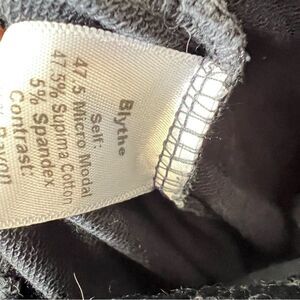 Blythe
Self:
47.5 Micro Modal
47.5% Supima Cotton
5% Spandex
Contrast: